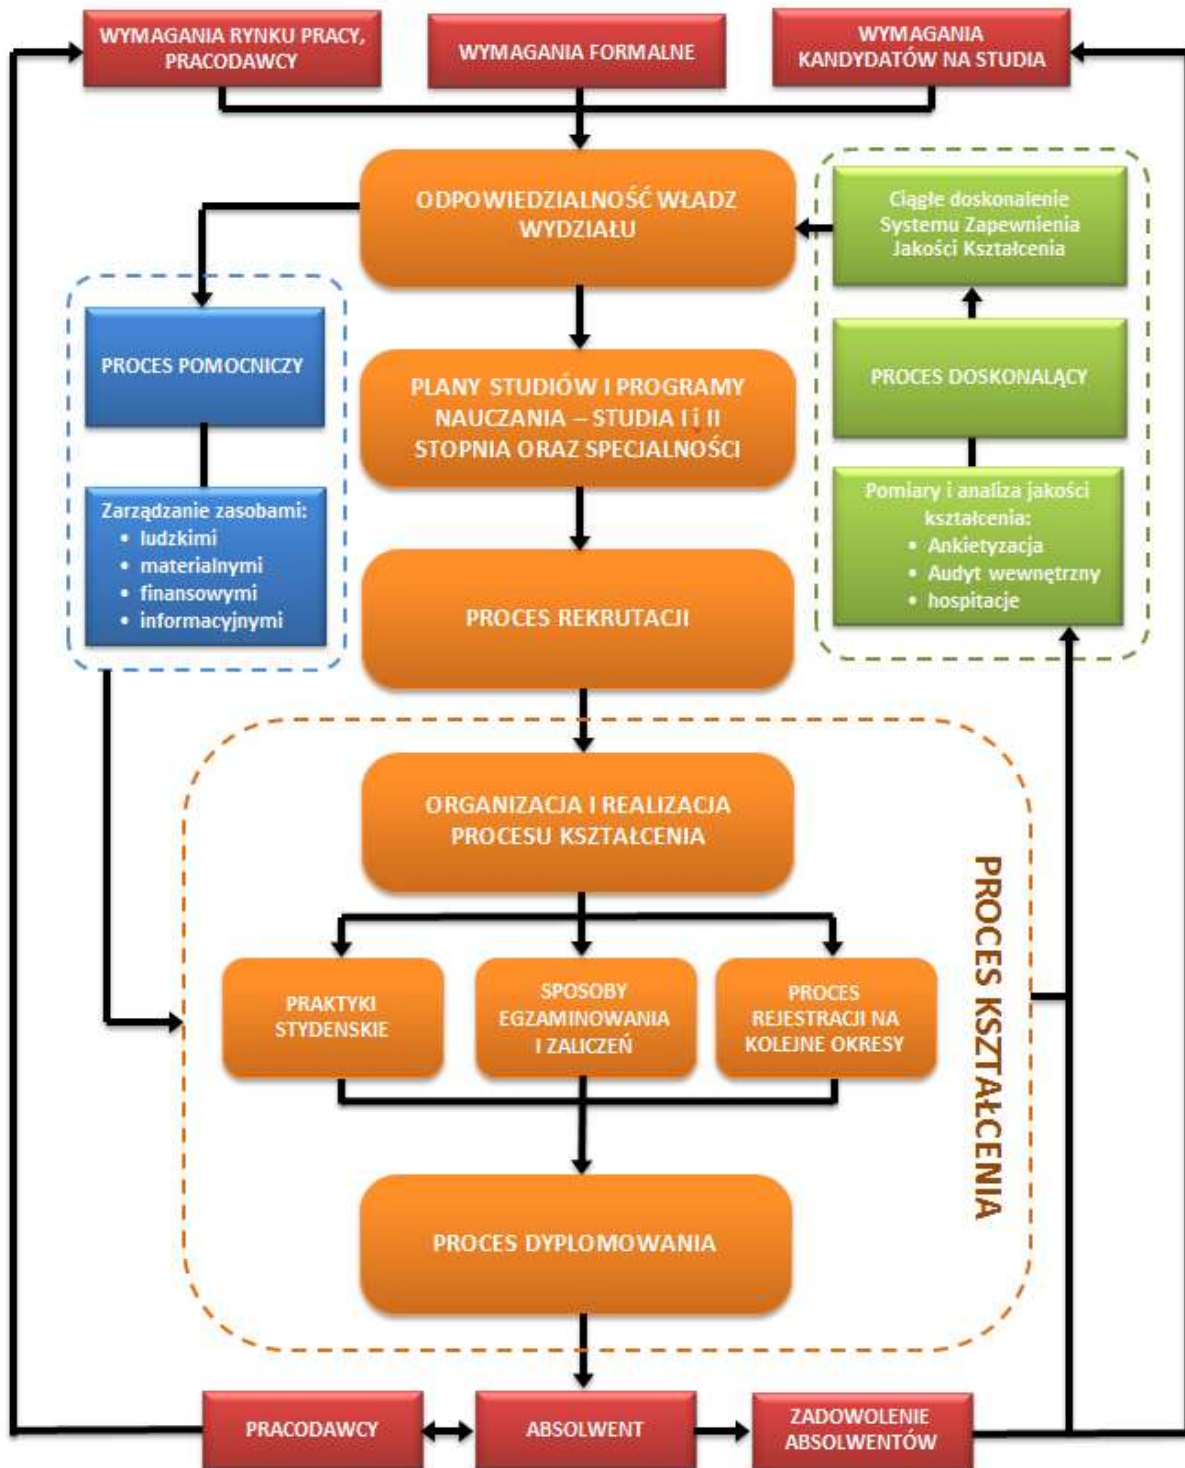 WYMAGANIA RYNKU PRACY,
PRACODAWCY
WYMAGANIA FORMALNE
WYMAGANIA
KANDYDATÓW NA STUDIA
ODPOWIEDZIALNOŚĆ WŁADZ
WYDZIAŁU
Ciągłe doskonalenie
Systemu Zapewnienia
Jakości Kształcenia
PROCES POMOCNICZY
PLANY STUDIÓW I PROGRAMY
NAUCZANIA – STUDIA I i II
STOPNIA ORAZ SPECJALNOŚCI
PROCES DOSKONALĄCY
Zarządzanie zasobami:
• ludzkimi
• materialnymi
• finansowymi
• informacyjnymi
Pomiary i analiza jakości
kształcenia:
• Ankietyzacja
• Audyt wewnętrzny
• hospitacje
PROCES REKRUTACJI
ORGANIZACJA I REALIZACJA
PROCESU KSZTAŁCENIA
PROCES KSZTAŁCENIA
PRAKTYKI
STYDENSKIE
SPOSOBY
EGZAMINOWANIA
I ZALICZEŃ
PROCES
REJESTRACJI NA
KOLEJNE OKRESY
PROCES DYPLOMOWANIA
PRACODAWCY
ABSOLWENT
ZADOWOLENIE
ABSOLWENTÓW